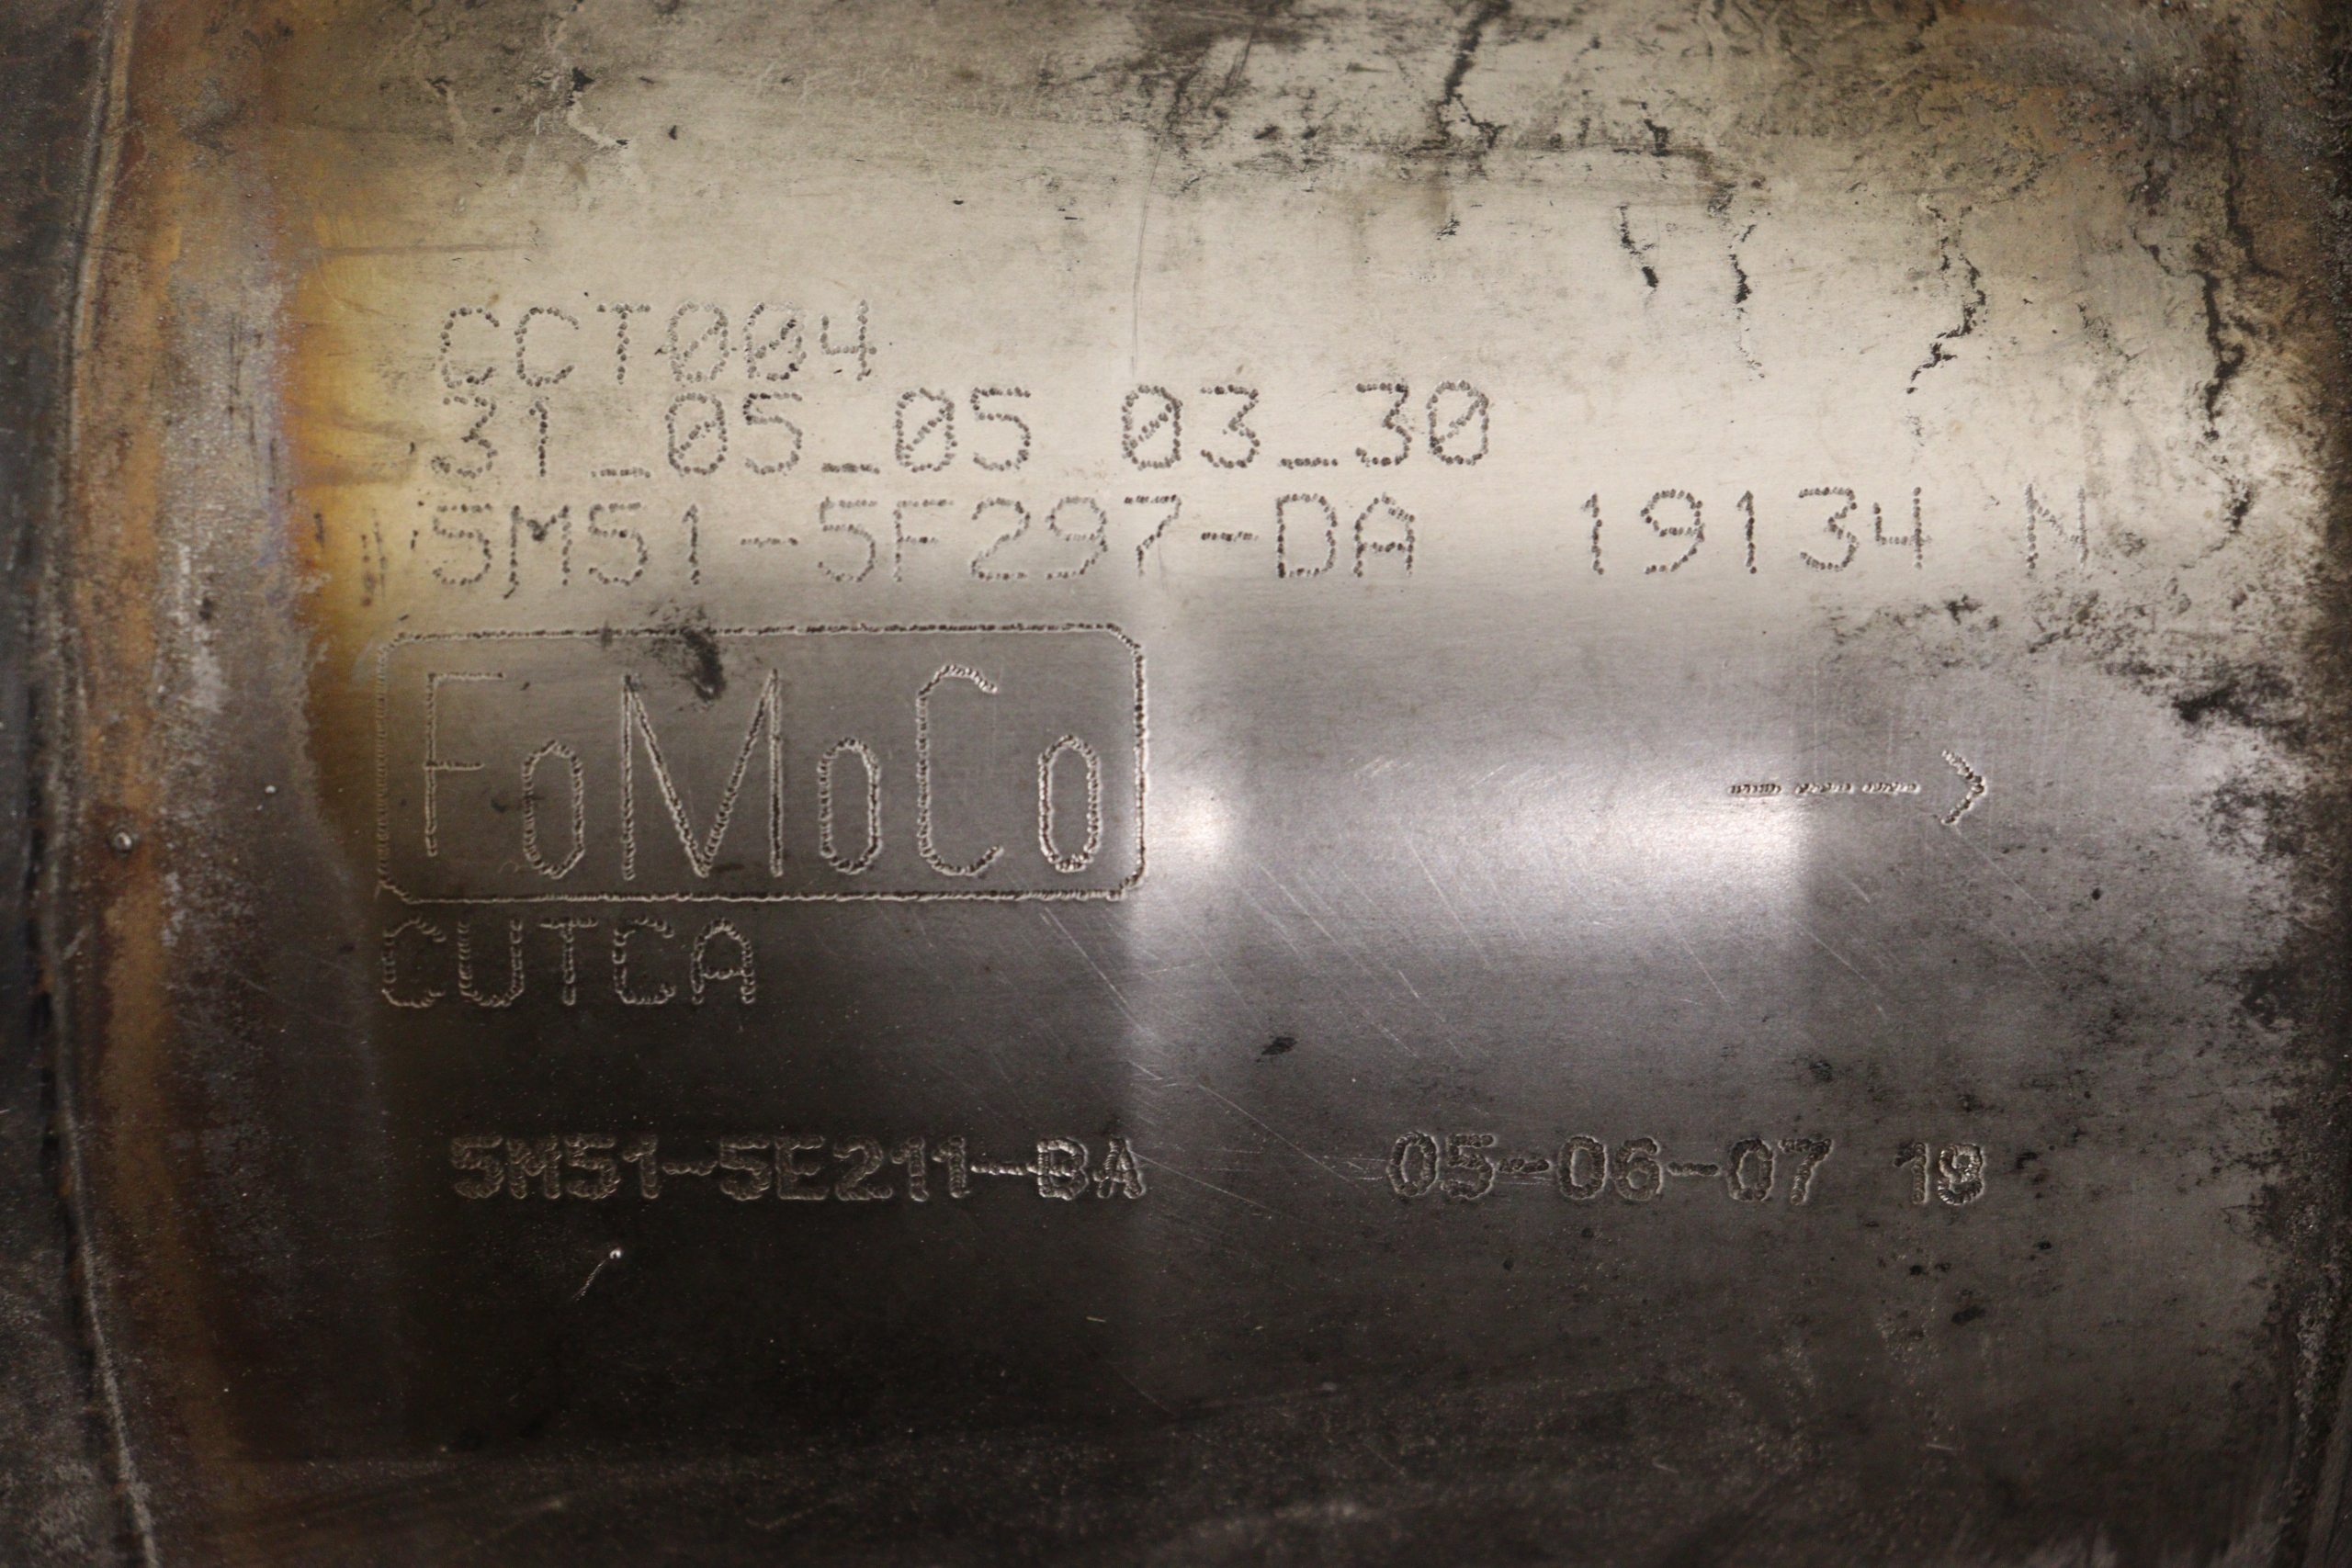 CCT004
31_05_05 03_30
5M51-5F297-DA 19134 N
FoMoCo
CUTCA
5M51-5E211-BA 05-06-07 19